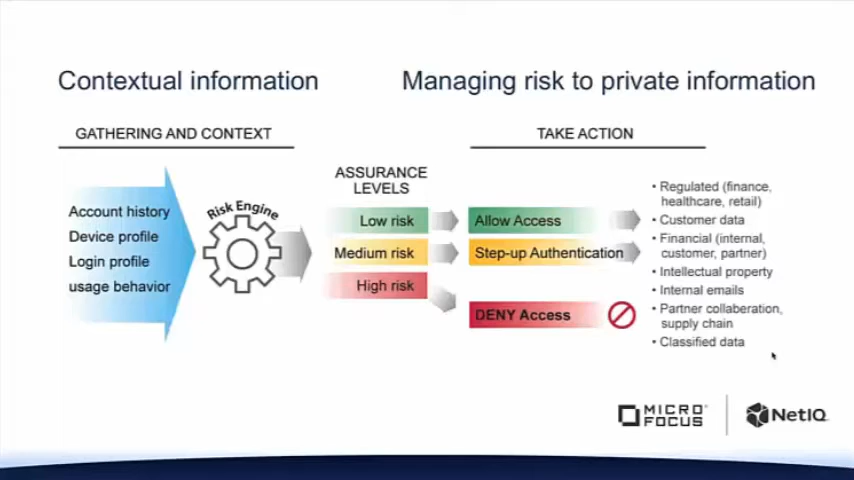 Contextual information
Managing risk to private information
GATHERING AND CONTEXT
TAKE ACTION
Account history
Device profile
Login profile
usage behavior
Risk Engine
ASSURANCE
LEVELS
Low risk
Medium risk
High risk
Allow Access
Step-up Authentication
DENY Access
• Regulated (finance,
healthcare, retail)
• Customer data
• Financial (internal,
customer, partner)
• Intellectual property
• Internal emails
• Partner collaberation,
supply chain
• Classified data
MICRO
FOCUS
NetIQ